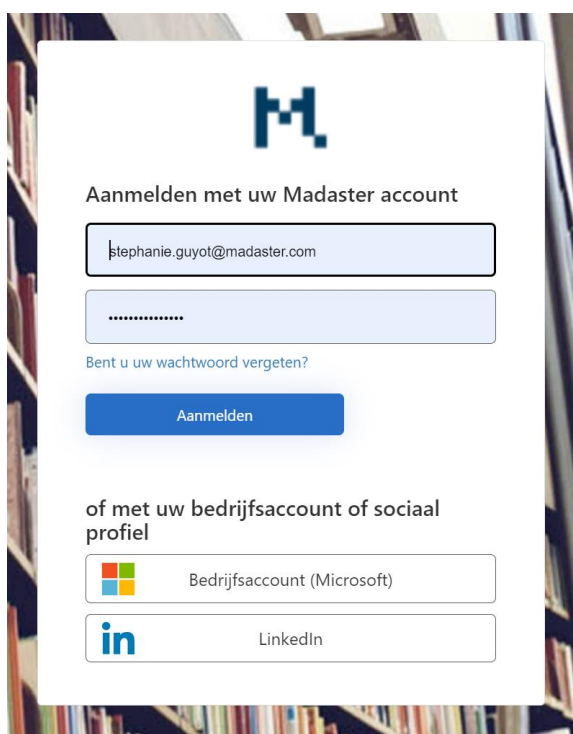 Aanmelden met uw Madaster account
stephanie.guyot@madaster.com
•••••••••••••••
Bent u uw wachtwoord vergeten?
Aanmelden
of met uw bedrijfsaccount of sociaal
profiel
Bedrijfsaccount (Microsoft)
in
LinkedIn